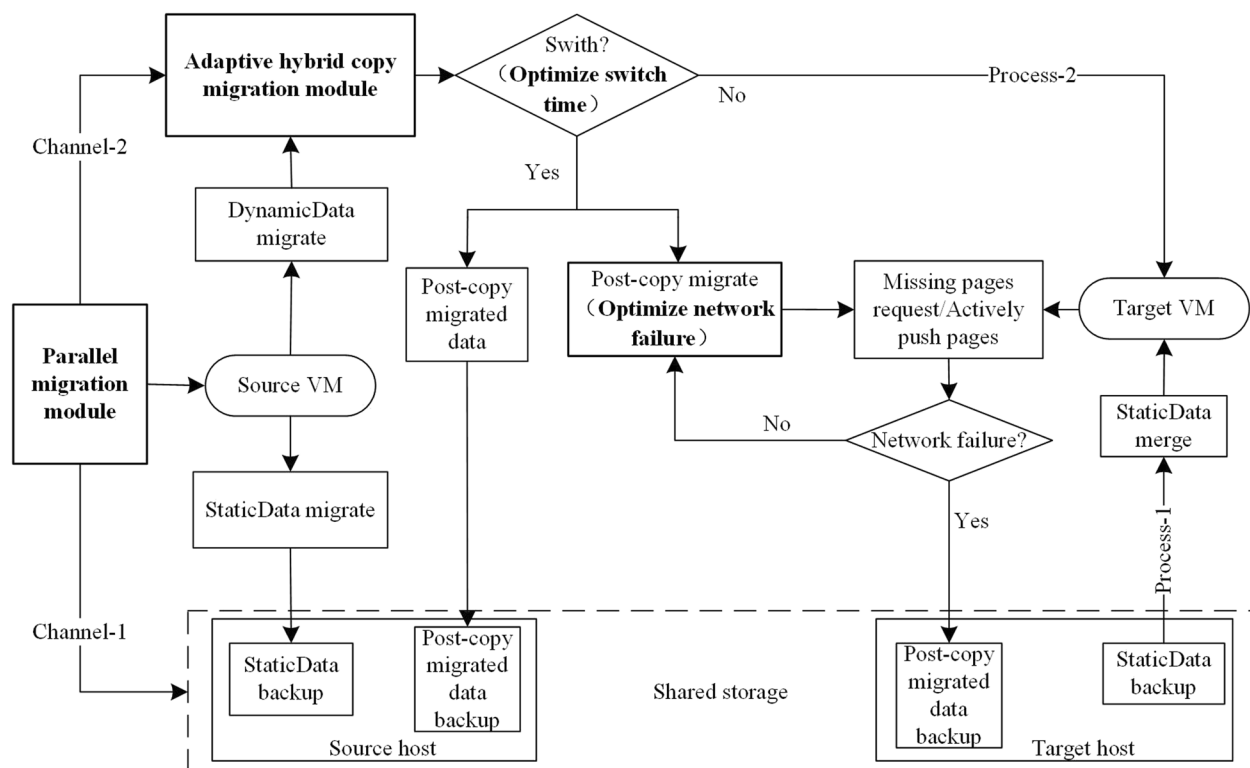 Adaptive hybrid copy
migration module
Swith?
（Optimize switch
time）
Process-2
No
Channel-2
Yes
DynamicData
migrate
Post-copy
migrated
data
Post-copy migrate
（Optimize network
failure）
Missing pages
request/Actively
push pages
Target VM
Parallel
migration
module
Source VM
StaticData
merge
No
Network failure?
StaticData migrate
Yes
Process-1
Channel-1
StaticData
backup
Post-copy
migrated
data
backup
Shared storage
Post-copy
migrated
data
backup
StaticData
backup
Source host
Target host